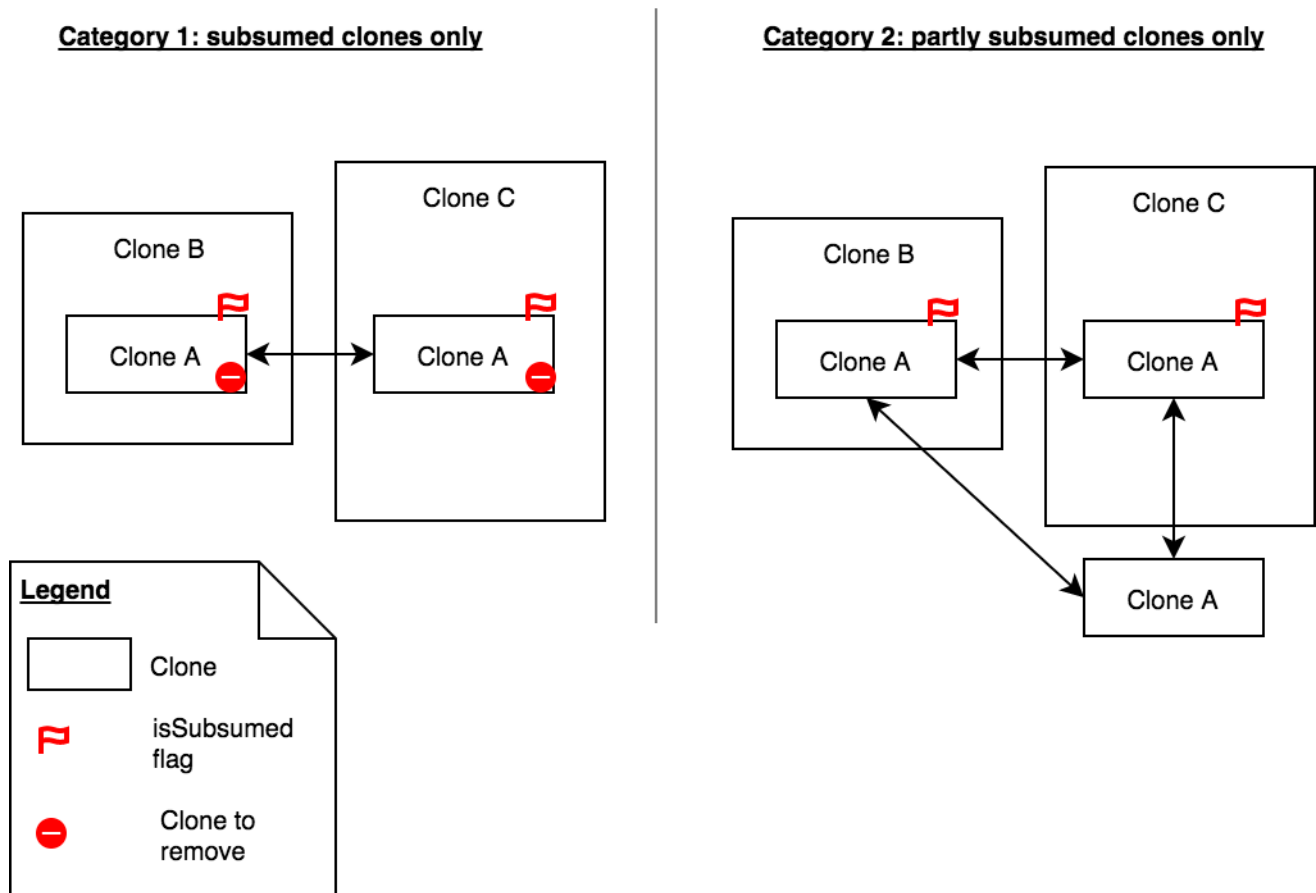 Category 1: subsumed clones only
Clone B
Clone A
Clone C
Clone A
Category 2: partly subsumed clones only
Clone B
Clone A
Clone C
Clone A
Clone A
Legend
Clone
isSubsumed
flag
Clone to
remove